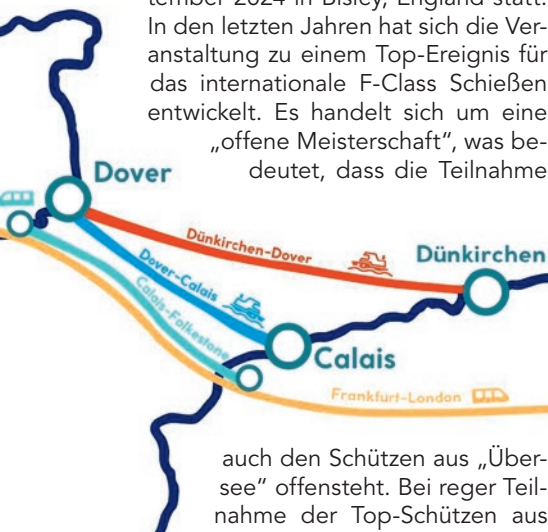 tember 2024 in Bisley, England statt.
In den letzten Jahren hat sich die Ver-
anstaltung zu einem Top-Ereignis für
das internationale F-Class Schießen
entwickelt. Es handelt sich um eine
„offene Meisterschaft“, was be-
deutet, dass die Teilnahme
Dover
Dünkirchen-Dover
Dünkirchen
Dover-Calais
Calais-Folkestone
Calais
Frankfurt-London
auch den Schützen aus „Über-
see“ offensteht. Bei reger Teil-
nahme der Top-Schützen aus